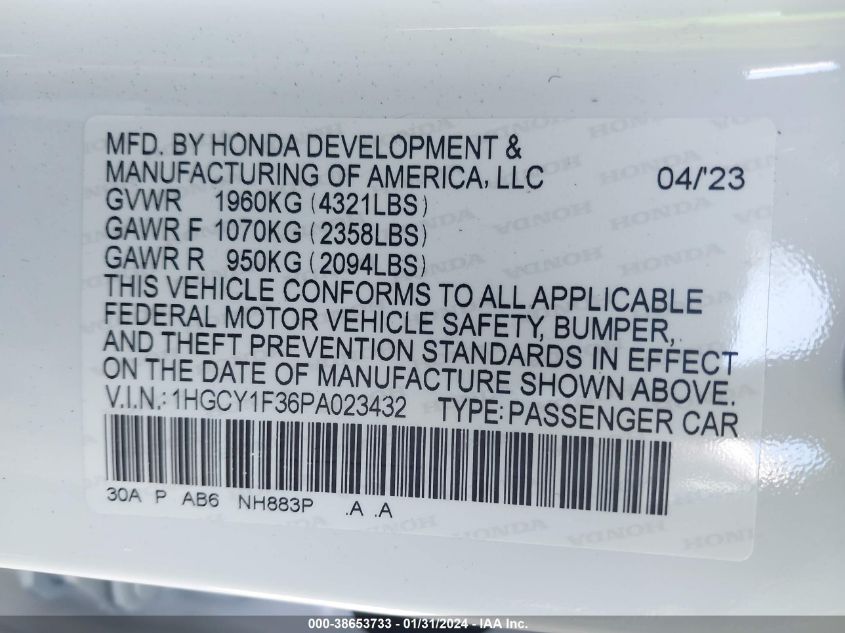 MFD. BY HONDA DEVELOPMENT &
MANUFACTURING OF AMERICA, LLC 04/'23
GVWR 1960KG (4321LBS)
GAWR F 1070KG (2358LBS)
GAWR R 950KG (2094LBS)
THIS VEHICLE CONFORMS TO ALL APPLICABLE
FEDERAL MOTOR VEHICLE SAFETY, BUMPER,
AND THEFT PREVENTION STANDARDS IN EFFECT
ON THE DATE OF MANUFACTURE SHOWN ABOVE.
V.I.N.: 1HGCY1F36PA023432 TYPE: PASSENGER CAR
30A P AB6 NH883P .A .A
000-38653733 - 01/31/2024 - IAA Inc.